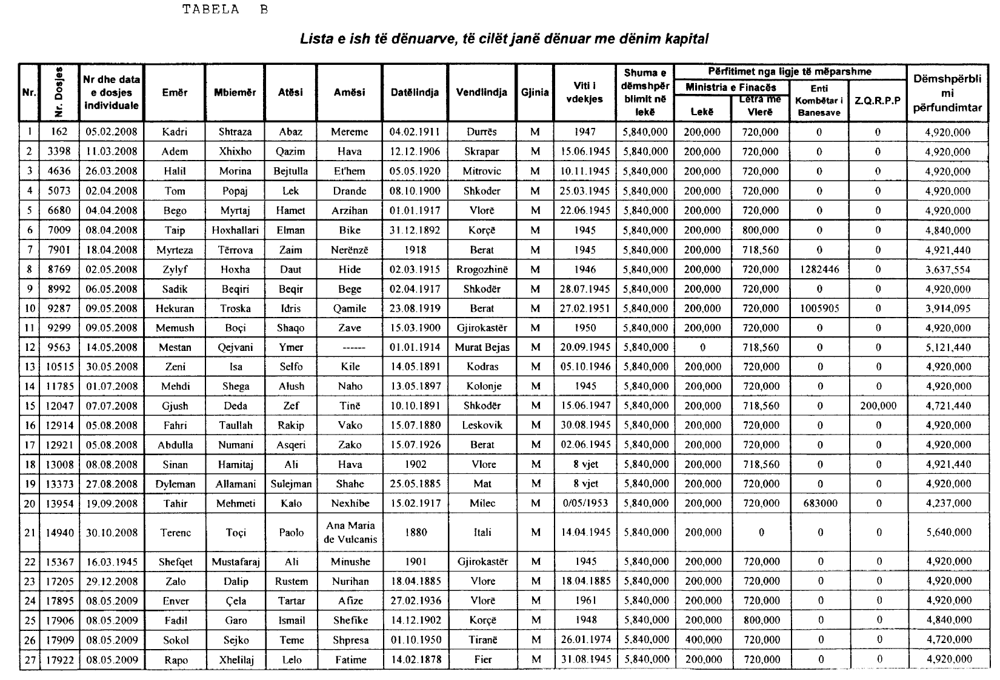 TABELA B
Lista e ish të dënuarve, të cilët janë dënuar me dënim kapital
Nr. Nr. Dosjes Nr dhe data e dosjes individuale Emër Mbiemër Atësi Amësi Datëlindja Vendlindja Gjinia Viti i vdekjes Shuma e dëmshpër blimit në lekë Përfitimet nga ligje të mëparshme Dëmshpërbli mi përfundimtar
Ministria e Finacës Enti Kombëtar i Banesave Z.Q.R.P.P
Lekë Letra me Vlerë
1 162 05.02.2008 Kadri Shtraza Abaz Mereme 04.02.1911 Durrës M 1947 5,840,000 200,000 720,000 0 0 4,920,000
2 3398 11.03.2008 Adem Xhixho Qazim Hava 12.12.1906 Skrapar M 15.06.1945 5,840,000 200,000 720,000 0 0 4,920,000
3 4636 26.03.2008 Halil Morina Bejtulla Et'hem 05.05.1920 Mitrovic M 10.11.1945 5,840,000 200,000 720,000 0 0 4,920,000
4 5073 02.04.2008 Tom Popaj Lek Drande 08.10.1900 Shkoder M 25.03.1945 5,840,000 200,000 720,000 0 0 4,920,000
5 6680 04.04.2008 Bego Myrtaj Hamet Arzihan 01.01.1917 Vlorë M 22.06.1945 5,840,000 200,000 720,000 0 0 4,920,000
6 7009 08.04.2008 Taip Hoxhallari Elman Bike 31.12.1892 Korçë M 1945 5,840,000 200,000 800,000 0 0 4,840,000
7 7901 18.04.2008 Myrteza Tërrova Zaim Nerënzë 1918 Berat M 1945 5,840,000 200,000 718,560 0 0 4,921,440
8 8769 02.05.2008 Zylyf Hoxha Daut Hide 02.03.1915 Rrogozhinë M 1946 5,840,000 200,000 720,000 1282446 0 3,637,554
9 8992 06.05.2008 Sadik Beqiri Beqir Bege 02.04.1917 Shkodër M 28.07.1945 5,840,000 200,000 720,000 0 0 4,920,000
10 9287 09.05.2008 Hekuran Troska Idris Qamile 23.08.1919 Berat M 27.02.1951 5,840,000 200,000 720,000 1005905 0 3,914,095
11 9299 09.05.2008 Memush Boçi Shaqo Zave 15.03.1900 Gjirokastër M 1950 5,840,000 200,000 720,000 0 0 4,920,000
12 9563 14.05.2008 Mestan Qejvani Ymer ------ 01.01.1914 Murat Bejas M 20.09.1945 5,840,000 0 718,560 0 0 5,121,440
13 10515 30.05.2008 Zeni Isa Selfo Kile 14.05.1891 Kodras M 05.10.1946 5,840,000 200,000 720,000 0 0 4,920,000
14 11785 01.07.2008 Mehdi Shega Alush Naho 13.05.1897 Kolonje M 1945 5,840,000 200,000 720,000 0 0 4,920,000
15 12047 07.07.2008 Gjush Deda Zef Tinë 10.10.1891 Shkodër M 15.06.1947 5,840,000 200,000 718,560 0 200,000 4,721,440
16 12914 05.08.2008 Fahri Taullah Rakip Vako 15.07.1880 Leskovik M 30.08.1945 5,840,000 200,000 720,000 0 0 4,920,000
17 12921 05.08.2008 Abdulla Numani Asqeri Zako 15.07.1926 Berat M 02.06.1945 5,840,000 200,000 720,000 0 0 4,920,000
18 13008 08.08.2008 Sinan Hamitaj Ali Hava 1902 Vlore M 8 vjet 5,840,000 200,000 718,560 0 0 4,921,440
19 13373 27.08.2008 Dyleman Allamani Sulejman Shahe 25.05.1885 Mat M 8 vjet 5,840,000 200,000 720,000 0 0 4,920,000
20 13954 19.09.2008 Tahir Mehmeti Kalo Nexhibe 15.02.1917 Milec M 0/05/1953 5,840,000 200,000 720,000 683000 0 4,237,000
21 14940 30.10.2008 Terenc Toçi Paolo Ana Maria de Vulcanis 1880 Itali M 14.04.1945 5,840,000 200,000 0 0 0 5,640,000
22 15367 16.03.1945 Shefqet Mustafaraj Ali Minushe 1901 Gjirokastër M 1945 5,840,000 200,000 720,000 0 0 4,920,000
23 17205 29.12.2008 Zalo Dalip Rustem Nurihan 18.04.1885 Vlore M 18.04.1885 5,840,000 200,000 720,000 0 0 4,920,000
24 17895 08.05.2009 Enver Çela Tartar Afize 27.02.1936 Vlorë M 1961 5,840,000 200,000 720,000 0 0 4,920,000
25 17906 08.05.2009 Fadil Garo Ismail Shefike 14.12.1902 Korçë M 1948 5,840,000 200,000 800,000 0 0 4,840,000
26 17909 08.05.2009 Sokol Sejko Teme Shpresa 01.10.1950 Tiranë M 26.01.1974 5,840,000 400,000 720,000 0 0 4,720,000
27 17922 08.05.2009 Rapo Xhelilaj Lelo Fatime 14.02.1878 Fier M 31.08.1945 5,840,000 200,000 720,000 0 0 4,920,000